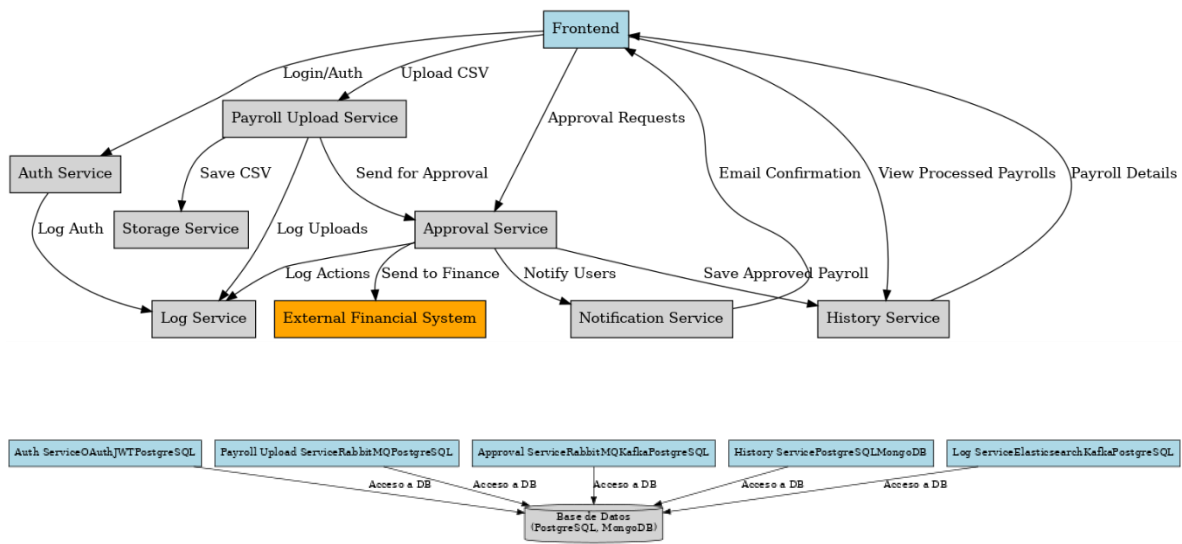 Frontend
Login/Auth
Upload CSV
Payroll Upload Service
Approval Requests
Auth Service
Save CSV
Send for Approval
Email Confirmation
View Processed Payrolls
Payroll Details
Log Auth
Storage Service
Log Uploads
Approval Service
Log Actions
Send to Finance
Notify Users
Save Approved Payroll
Log Service
External Financial System
Notification Service
History Service
Auth ServiceOAuthJWTPostgreSQL
Payroll Upload ServiceRabbitMQPostgreSQL
Approval ServiceRabbitMQKafkaPostgreSQL
History ServicePostgreSQLMongoDB
Log ServiceElasticsearchKafkaPostgreSQL
Acceso a DB
Acceso a DB
Acceso a DB
Acceso a DB
Acceso a DB
Base de Datos
(PostgreSQL, MongoDB)